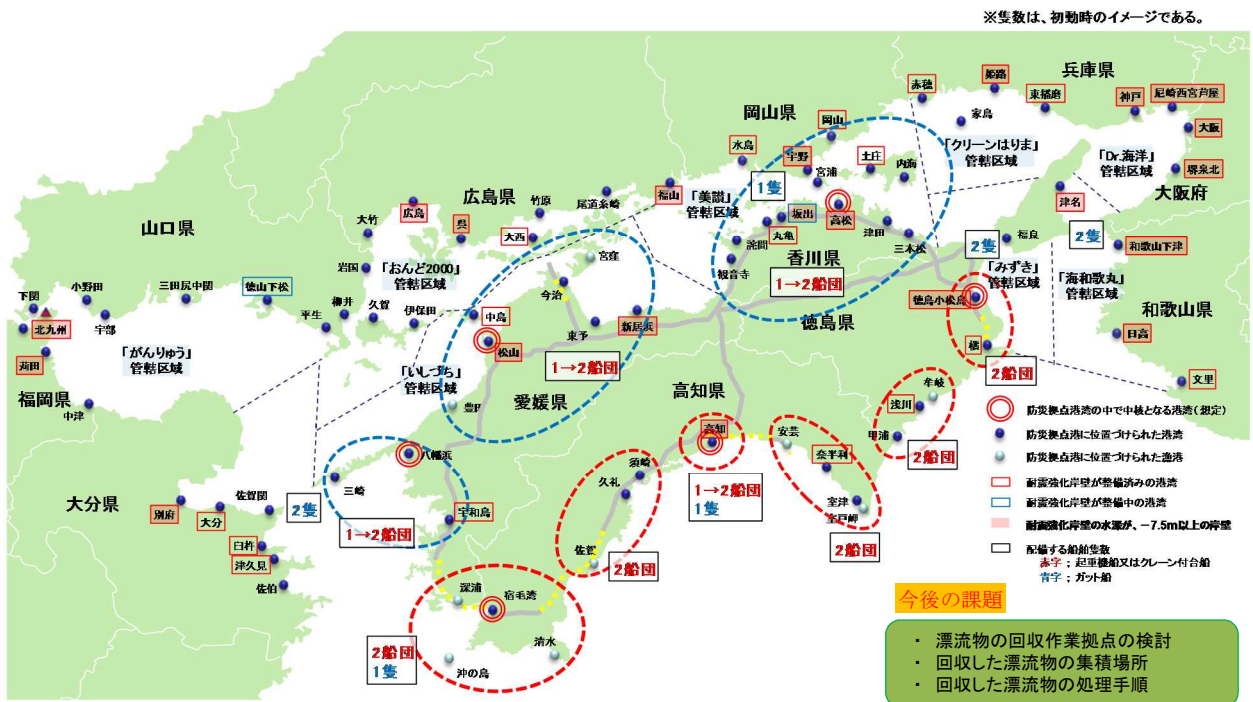 ※隻数は、初動時のイメージである。
兵庫県
姫路
赤穂
東播磨
神戸
尼崎西宮芦屋
家島
大阪
岡山県
岡山
水島
宇野
宮浦
土庄
内海
「クリーンはりま」
管轄区域
「Dr.海洋」
管轄区域
堺泉北
大阪府
広島県
福山
尾道糸崎
竹原
広島
呉
大西
大竹
「美讃」
管轄区域
1隻
坂出
高松
丸亀
詫間
観音寺
津田
三本松
香川県
1→2船団
津名
福良
2隻
2隻
和歌山下津
「みずき」
管轄区域
「海和歌丸」
管轄区域
和歌山県
日高
文里
山口県
岩国
「おんど2000」
管轄区域
宮窪
今治
下関
小野田
三田尻中関
徳山下松
宇部
平生
柳井
久賀
伊保田
中島
東予
新居浜
松山
北九州
苅田
「がんりゅう」
管轄区域
福岡県
中津
「いしづち」
管轄区域
1→2船団
愛媛県
豊田
徳島県
徳島小松島
橘
2船団
高知県
牟岐
浅川
甲浦
2船団
高知
安芸
奈半利
室津
室戸岬
2船団
1→2船団
1隻
須崎
久礼
佐賀
2船団
八幡浜
三崎
2隻
1→2船団
宇和島
大分県
別府
大分
佐賀関
臼杵
津久見
佐伯
深浦
宿毛湾
清水
沖の島
2船団
1隻
防災拠点港湾の中で中核となる港湾(想定)
防災拠点港に位置づけられた港湾
防災拠点港に位置づけられた漁港
耐震強化岸壁が整備済みの港湾
耐震強化岸壁が整備中の港湾
耐震強化岸壁の水深が、-7.5m以上の岸壁
配備する船舶隻数
赤字 ; 起重機船又はクレーン付台船
青字 ; ガット船
今後の課題
・ 漂流物の回収作業拠点の検討
・ 回収した漂流物の集積場所
・ 回収した漂流物の処理手順